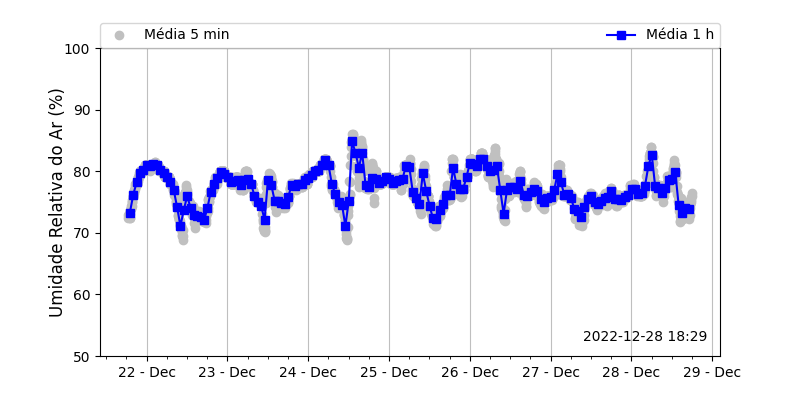 Média 5 min
Média 1 h
Umidade Relativa do Ar (%)
100
90
80
70
60
50
2022-12-28 18:29
22 - Dec
23 - Dec
24 - Dec
25 - Dec
26 - Dec
27 - Dec
28 - Dec
29 - Dec